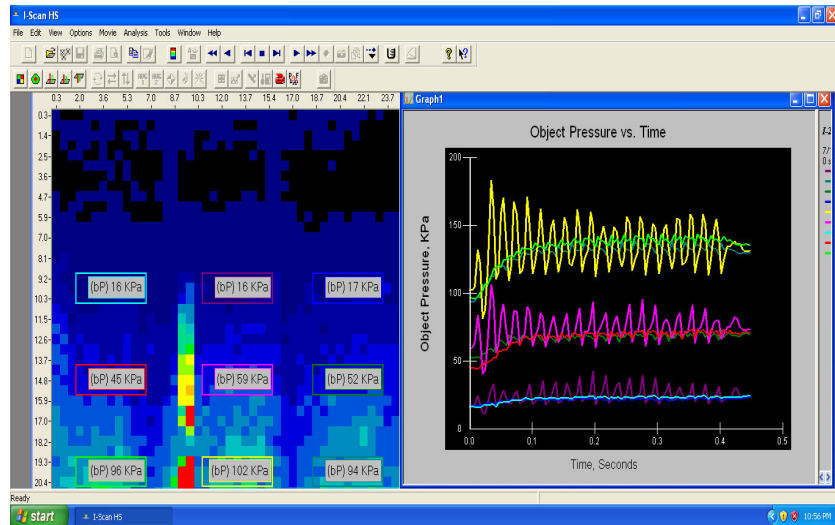 I-Scan HS
File Edit View Options Movie Analysis Tools Window Help
0.3 2.0 3.6 5.3 7.0 8.7 10.3 12.0 13.7 15.4 17.0 18.7 20.4 22.1 23.7
0.3
1.4
2.5
3.6
4.7
5.9
7.0
8.1
9.2
10.3
11.5
12.6
13.7
14.8
15.9
17.0
18.2
19.3
20.4
(bP) 16 KPa (bP) 16 KPa (bP) 17 KPa
(bP) 45 KPa (bP) 59 KPa (bP) 52 KPa
(bP) 96 KPa (bP) 102 KPa (bP) 94 KPa
Graph1
Object Pressure vs. Time
Object Pressure, KPa
200
150
100
50
0
0.0 0.1 0.2 0.3 0.4 0.5
Time, Seconds
Ready
start
I-Scan HS
10:56 PM